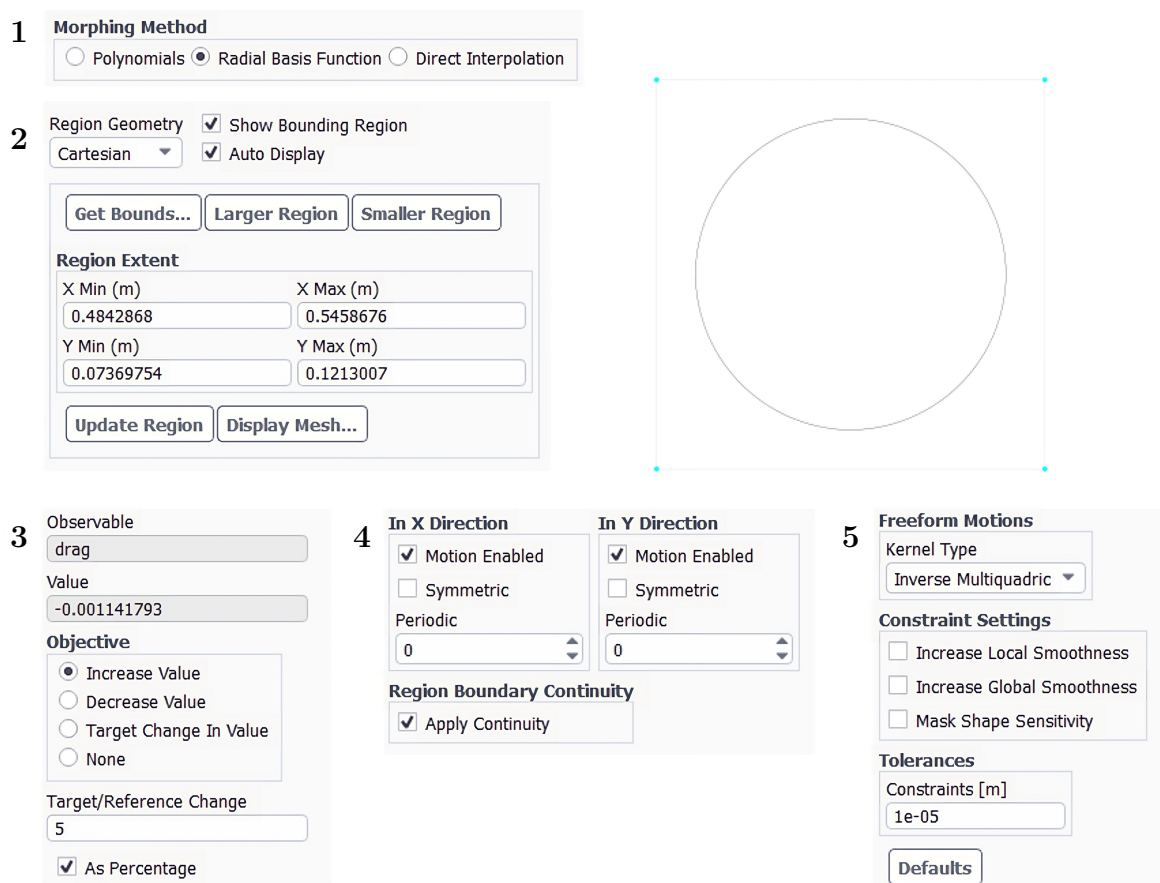 1
Morphing Method
Polynomials Radial Basis Function Direct Interpolation
2
Region Geometry
Cartesian
Show Bounding Region
Auto Display
Get Bounds... Larger Region Smaller Region
Region Extent
X Min (m) X Max (m)
0.4842868 0.5458676
Y Min (m) Y Max (m)
0.07369754 0.1213007
Update Region Display Mesh...
3
Observable
drag
Value
-0.001141793
Objective
Increase Value
Decrease Value
Target Change In Value
None
Target/Reference Change
5
As Percentage
4
In X Direction In Y Direction
Motion Enabled Motion Enabled
Symmetric Symmetric
Periodic Periodic
0 0
Region Boundary Continuity
Apply Continuity
5
Freeform Motions
Kernel Type
Inverse Multiquadric
Constraint Settings
Increase Local Smoothness
Increase Global Smoothness
Mask Shape Sensitivity
Tolerances
Constraints [m]
1e-05
Defaults